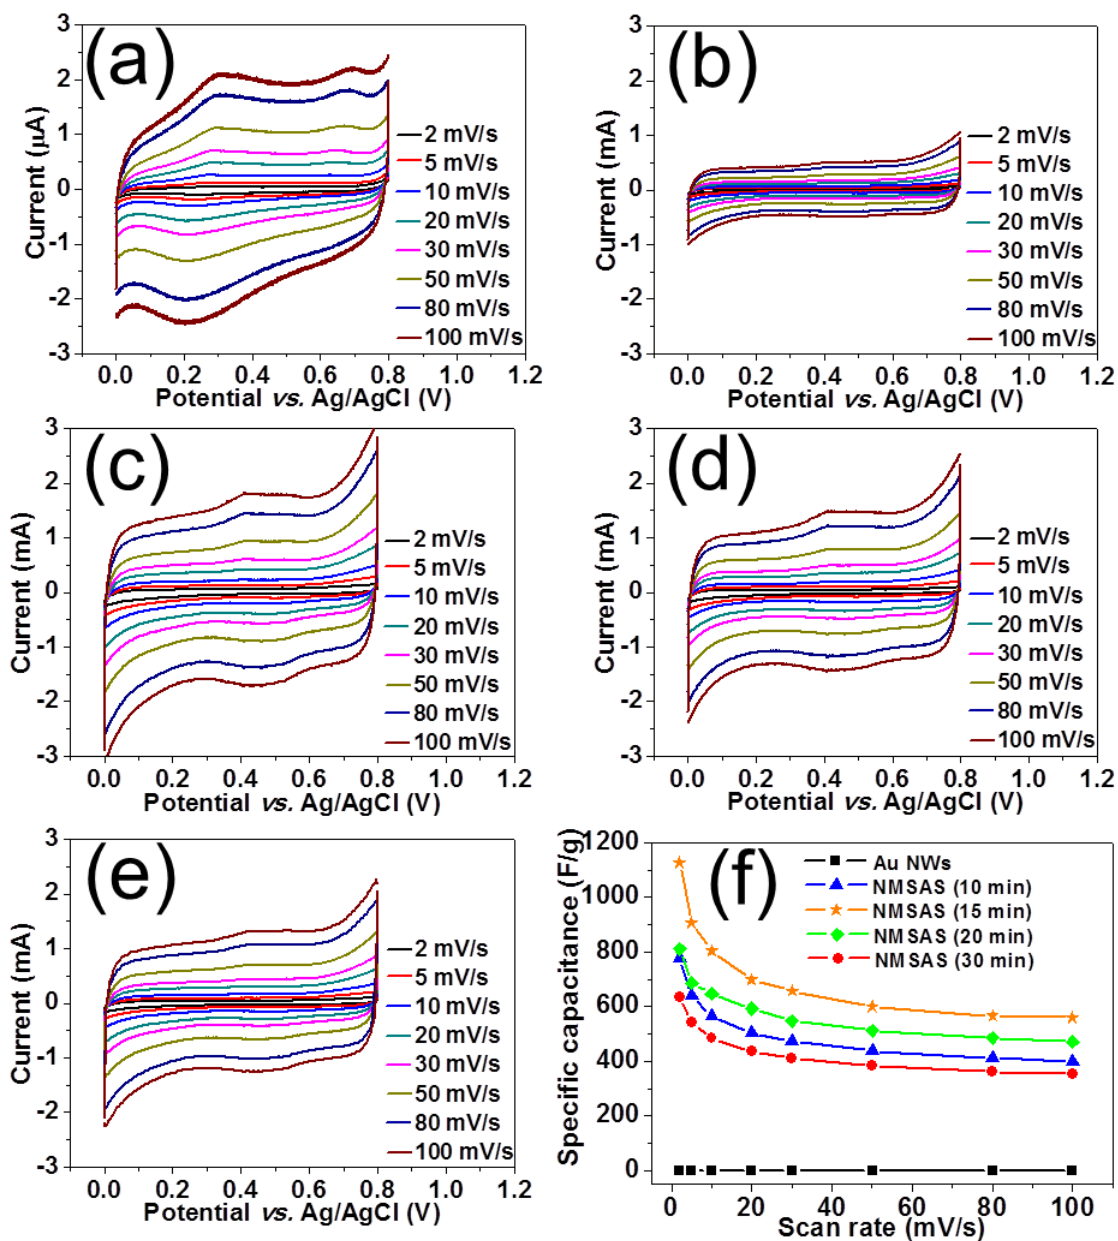 (a)
Current (μA)
3
2
1
0
-1
-2
-3
2 mV/s
5 mV/s
10 mV/s
20 mV/s
30 mV/s
50 mV/s
80 mV/s
100 mV/s
0.0 0.2 0.4 0.6 0.8 1.0 1.2
Potential vs. Ag/AgCl (V)
(b)
Current (mA)
3
2
1
0
-1
-2
-3
2 mV/s
5 mV/s
10 mV/s
20 mV/s
30 mV/s
50 mV/s
80 mV/s
100 mV/s
0.0 0.2 0.4 0.6 0.8 1.0 1.2
Potential vs. Ag/AgCl (V)
(c)
Current (mA)
3
2
1
0
-1
-2
-3
2 mV/s
5 mV/s
10 mV/s
20 mV/s
30 mV/s
50 mV/s
80 mV/s
100 mV/s
0.0 0.2 0.4 0.6 0.8 1.0 1.2
Potential vs. Ag/AgCl (V)
(d)
Current (mA)
3
2
1
0
-1
-2
-3
2 mV/s
5 mV/s
10 mV/s
20 mV/s
30 mV/s
50 mV/s
80 mV/s
100 mV/s
0.0 0.2 0.4 0.6 0.8 1.0 1.2
Potential vs. Ag/AgCl (V)
(e)
Current (mA)
3
2
1
0
-1
-2
-3
2 mV/s
5 mV/s
10 mV/s
20 mV/s
30 mV/s
50 mV/s
80 mV/s
100 mV/s
0.0 0.2 0.4 0.6 0.8 1.0 1.2
Potential vs. Ag/AgCl (V)
(f)
Specific capacitance (F/g)
1200
1000
800
600
400
200
0
Au NWs
NMSAS (10 min)
NMSAS (15 min)
NMSAS (20 min)
NMSAS (30 min)
0 20 40 60 80 100
Scan rate (mV/s)